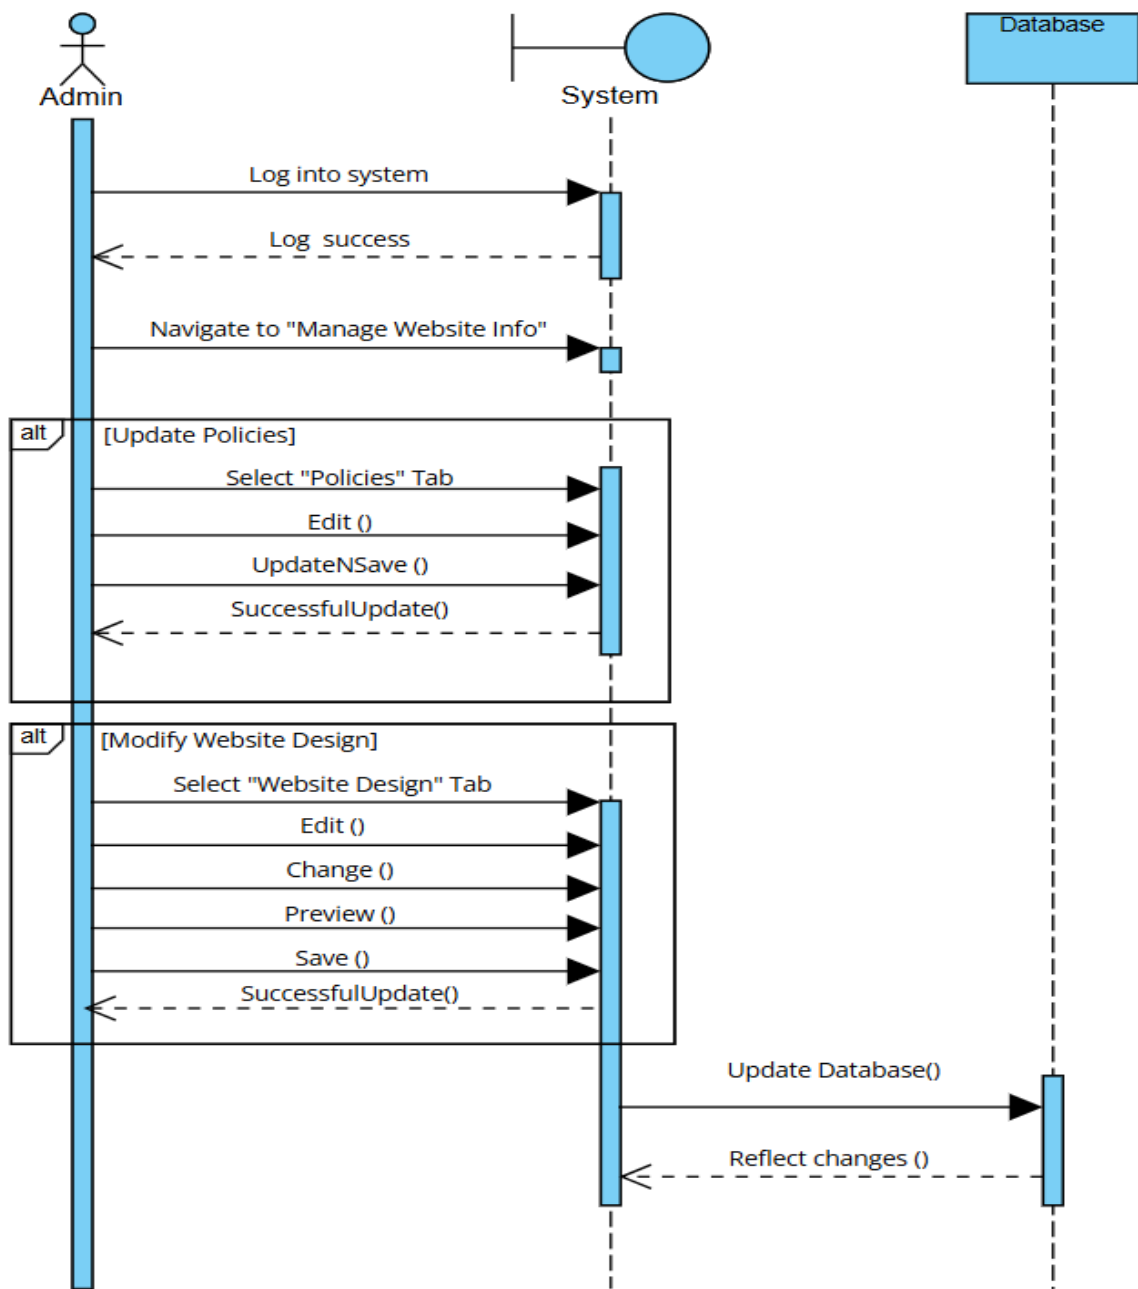 Admin
System
Database
Log into system
Log  success
Navigate to "Manage Website Info"
alt
[Update Policies]
Select "Policies" Tab
Edit ()
UpdateNSave ()
SuccessfulUpdate()
alt
[Modify Website Design]
Select "Website Design" Tab
Edit ()
Change ()
Preview ()
Save ()
SuccessfulUpdate()
Update Database()
Reflect changes ()